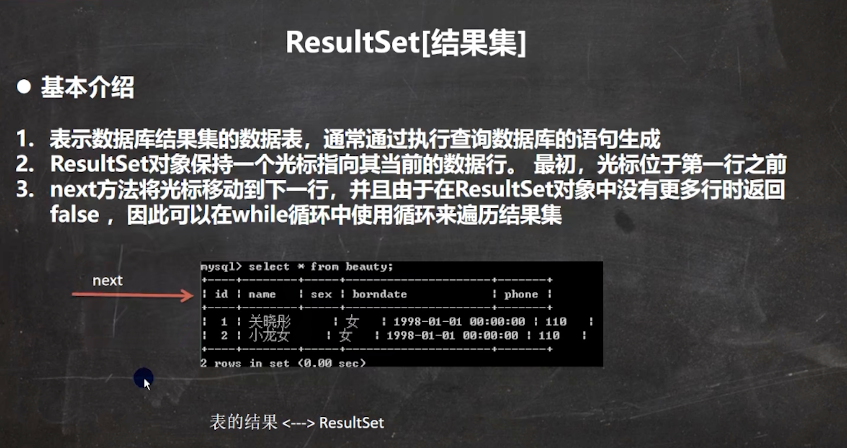 ResultSet[结果集]
● 基本介绍
1. 表示数据库结果集的数据表，通常通过执行查询数据库的语句生成
2. ResultSet对象保持一个光标指向其当前的数据行。 最初，光标位于第一行之前
3. next方法将光标移动到下一行，并且由于在ResultSet对象中没有更多行时返回
false ，因此可以在while循环中使用循环来遍历结果集
next
mysql> select * from beauty;
| id | name | sex | borndate | phone |
| 1 | 关晓彤 | 女 | 1998-01-01 00:00:00 | 110 |
| 2 | 小龙女 | 女 | 1998-01-01 00:00:00 | 110 |
2 rows in set (0.00 sec)
表的结果 <---> ResultSet